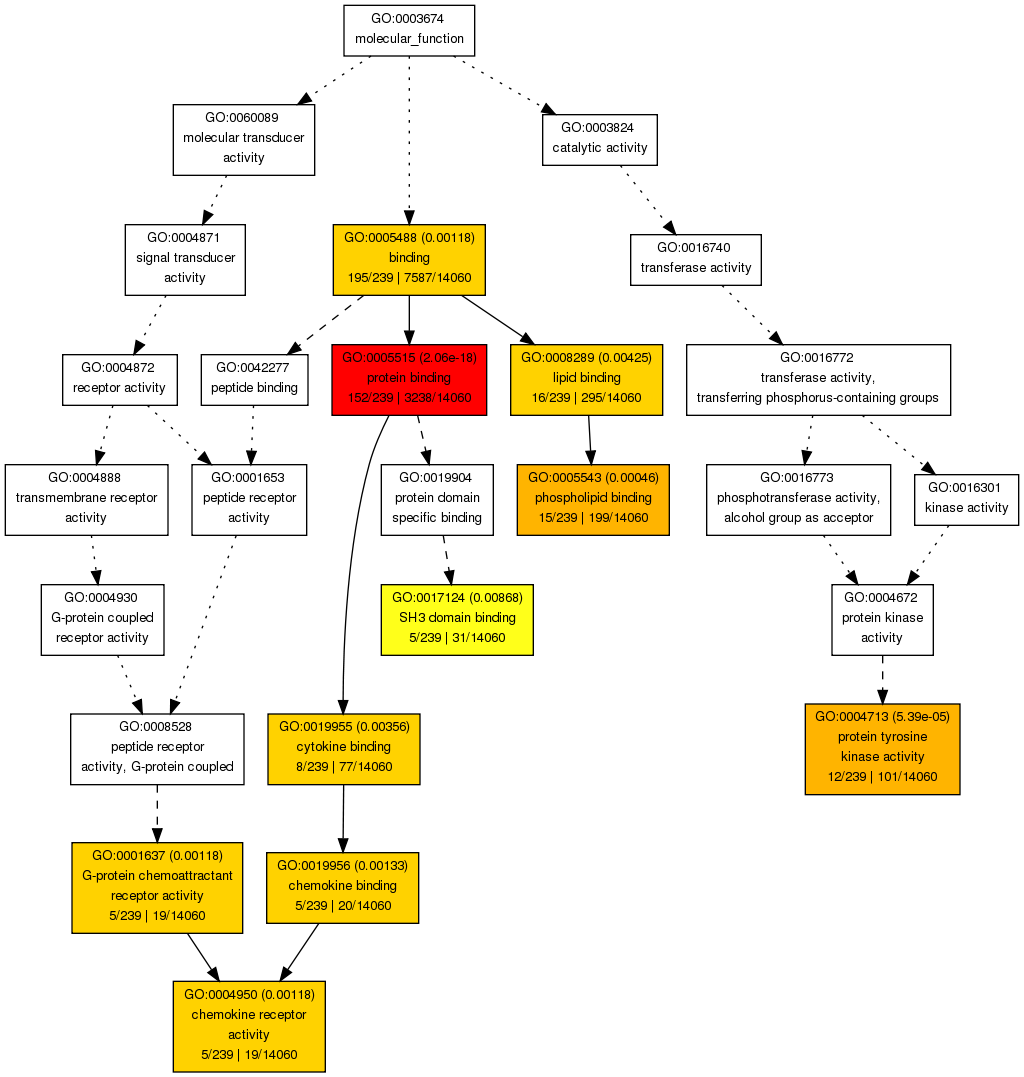 GO:0003674
molecular_function
GO:0060089
molecular transducer
activity
GO:0003824
catalytic activity
GO:0004871
signal transducer
activity
GO:0005488 (0.00118)
binding
195/239 | 7587/14060
GO:0016740
transferase activity
GO:0004872
receptor activity
GO:0042277
peptide binding
GO:0005515 (2.06e-18)
protein binding
152/239 | 3238/14060
GO:0008289 (0.00425)
lipid binding
16/239 | 295/14060
GO:0016772
transferase activity,
transferring phosphorus-containing groups
GO:0004888
transmembrane receptor
activity
GO:0001653
peptide receptor
activity
GO:0019904
protein domain
specific binding
GO:0005543 (0.00046)
phospholipid binding
15/239 | 199/14060
GO:0016773
phosphotransferase activity,
alcohol group as acceptor
GO:0016301
kinase activity
GO:0004930
G-protein coupled
receptor activity
GO:0017124 (0.00868)
SH3 domain binding
5/239 | 31/14060
GO:0004672
protein kinase
activity
GO:0008528
peptide receptor
activity, G-protein coupled
GO:0019955 (0.00356)
cytokine binding
8/239 | 77/14060
GO:0004713 (5.39e-05)
protein tyrosine
kinase activity
12/239 | 101/14060
GO:0001637 (0.00118)
G-protein chemoattractant
receptor activity
5/239 | 19/14060
GO:0019956 (0.00133)
chemokine binding
5/239 | 20/14060
GO:0004950 (0.00118)
chemokine receptor
activity
5/239 | 19/14060